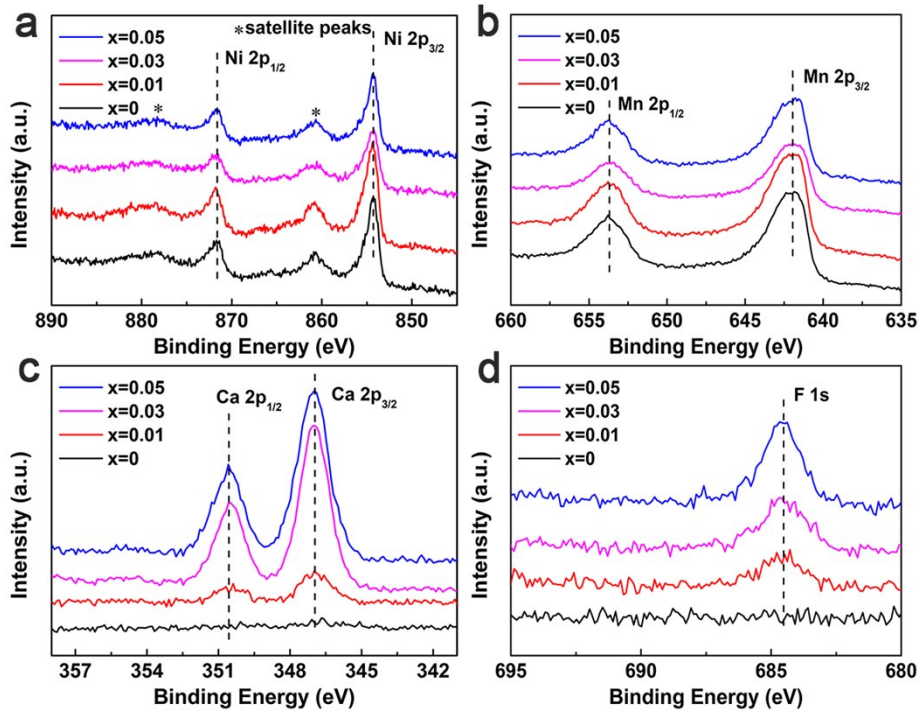 a
x=0.05
x=0.03
x=0.01
x=0
*satellite peaks
Ni 2p1/2
Ni 2p3/2
*
*
Intensity (a.u.)
890 880 870 860 850
Binding Energy (eV)
b
x=0.05
x=0.03
x=0.01
x=0
Mn 2p1/2
Mn 2p3/2
Intensity (a.u.)
660 655 650 645 640 635
Binding Energy (eV)
c
x=0.05
x=0.03
x=0.01
x=0
Ca 2p1/2
Ca 2p3/2
Intensity (a.u.)
357 354 351 348 345 342
Binding Energy (eV)
d
x=0.05
x=0.03
x=0.01
x=0
F 1s
Intensity (a.u.)
695 690 685 680
Binding Energy (eV)